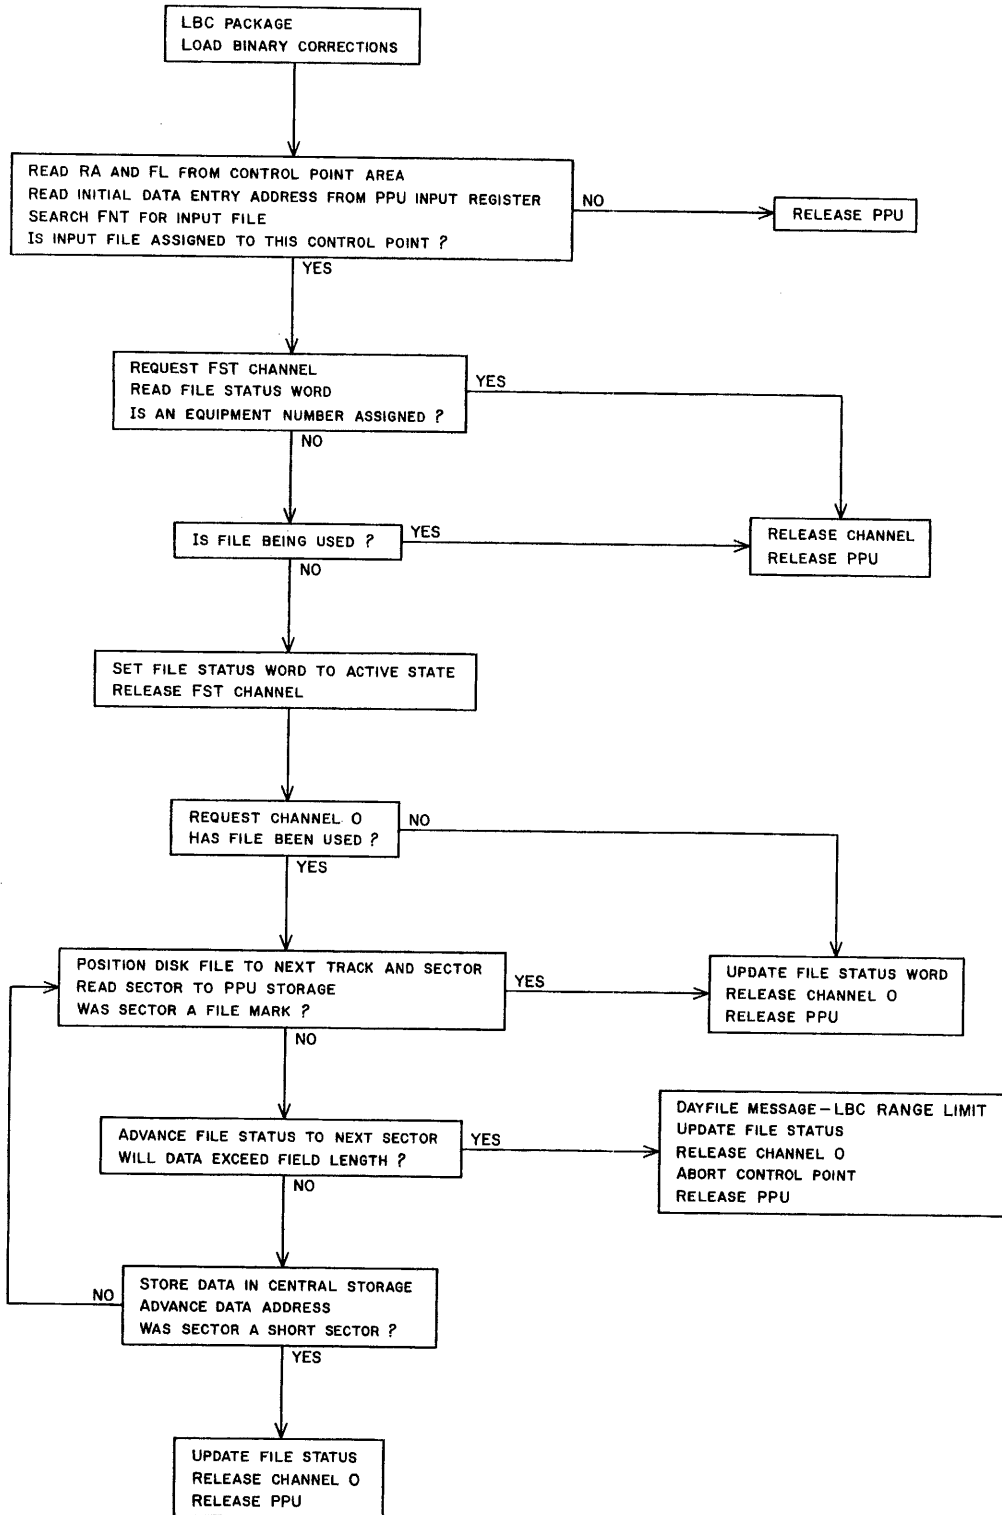 LBC PACKAGE
LOAD BINARY CORRECTIONS
READ RA AND FL FROM CONTROL POINT AREA
READ INITIAL DATA ENTRY ADDRESS FROM PPU INPUT REGISTER
SEARCH FNT FOR INPUT FILE
IS INPUT FILE ASSIGNED TO THIS CONTROL POINT ?
NO
RELEASE PPU
YES
REQUEST FST CHANNEL
READ FILE STATUS WORD
IS AN EQUIPMENT NUMBER ASSIGNED ?
YES
NO
IS FILE BEING USED ?
YES
RELEASE CHANNEL
RELEASE PPU
NO
SET FILE STATUS WORD TO ACTIVE STATE
RELEASE FST CHANNEL
REQUEST CHANNEL 0
HAS FILE BEEN USED ?
NO
YES
POSITION DISK FILE TO NEXT TRACK AND SECTOR
READ SECTOR TO PPU STORAGE
WAS SECTOR A FILE MARK ?
YES
UPDATE FILE STATUS WORD
RELEASE CHANNEL 0
RELEASE PPU
NO
ADVANCE FILE STATUS TO NEXT SECTOR
WILL DATA EXCEED FIELD LENGTH ?
YES
DAYFILE MESSAGE—LBC RANGE LIMIT
UPDATE FILE STATUS
RELEASE CHANNEL 0
ABORT CONTROL POINT
RELEASE PPU
NO
STORE DATA IN CENTRAL STORAGE
ADVANCE DATA ADDRESS
WAS SECTOR A SHORT SECTOR ?
NO
YES
UPDATE FILE STATUS
RELEASE CHANNEL 0
RELEASE PPU